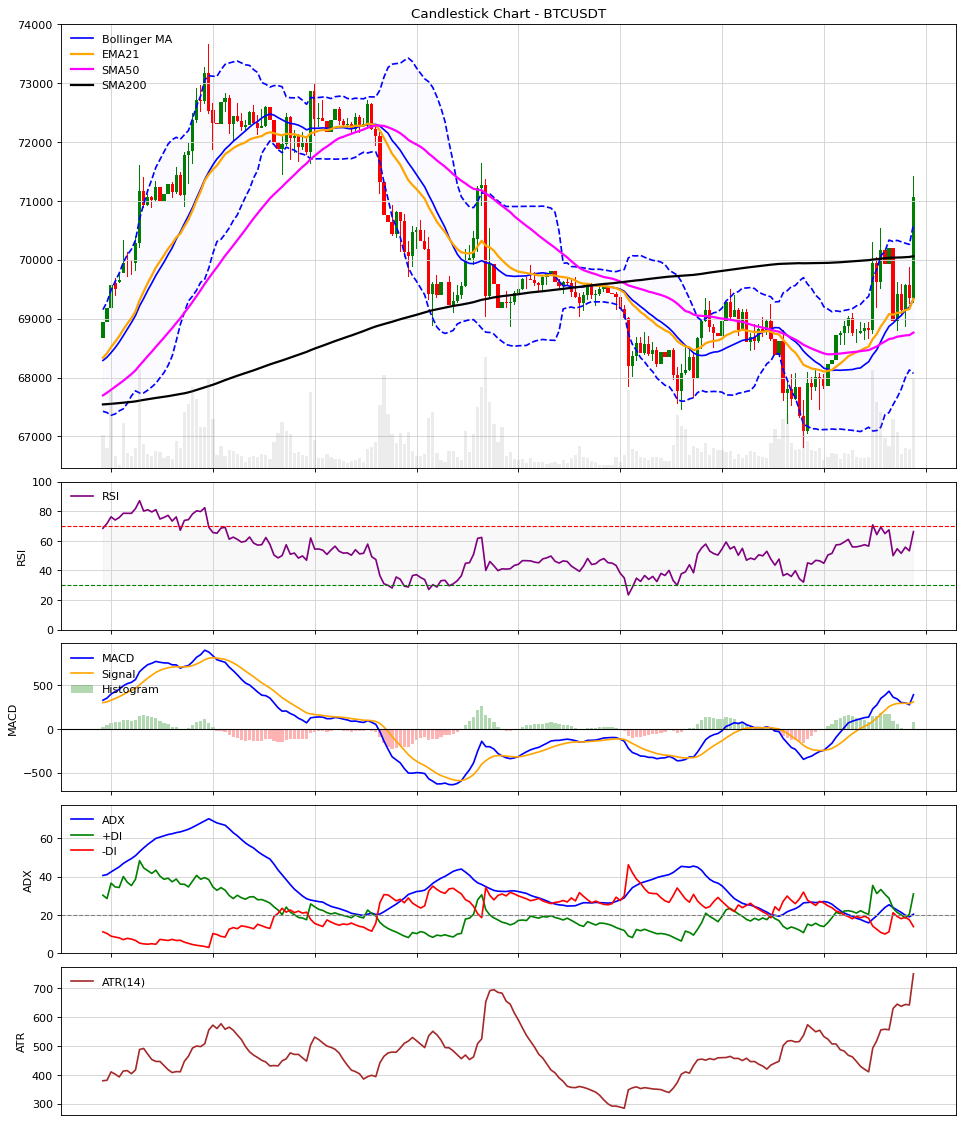 Candlestick Chart - BTCUSDT
Bollinger MA
EMA21
SMA50
SMA200
74000
73000
72000
71000
70000
69000
68000
67000
RSI
100
80
60
40
20
0
RSI
MACD
Signal
Histogram
500
0
−500
MACD
ADX
+DI
-DI
60
40
20
0
ADX
ATR(14)
700
600
500
400
300
ATR